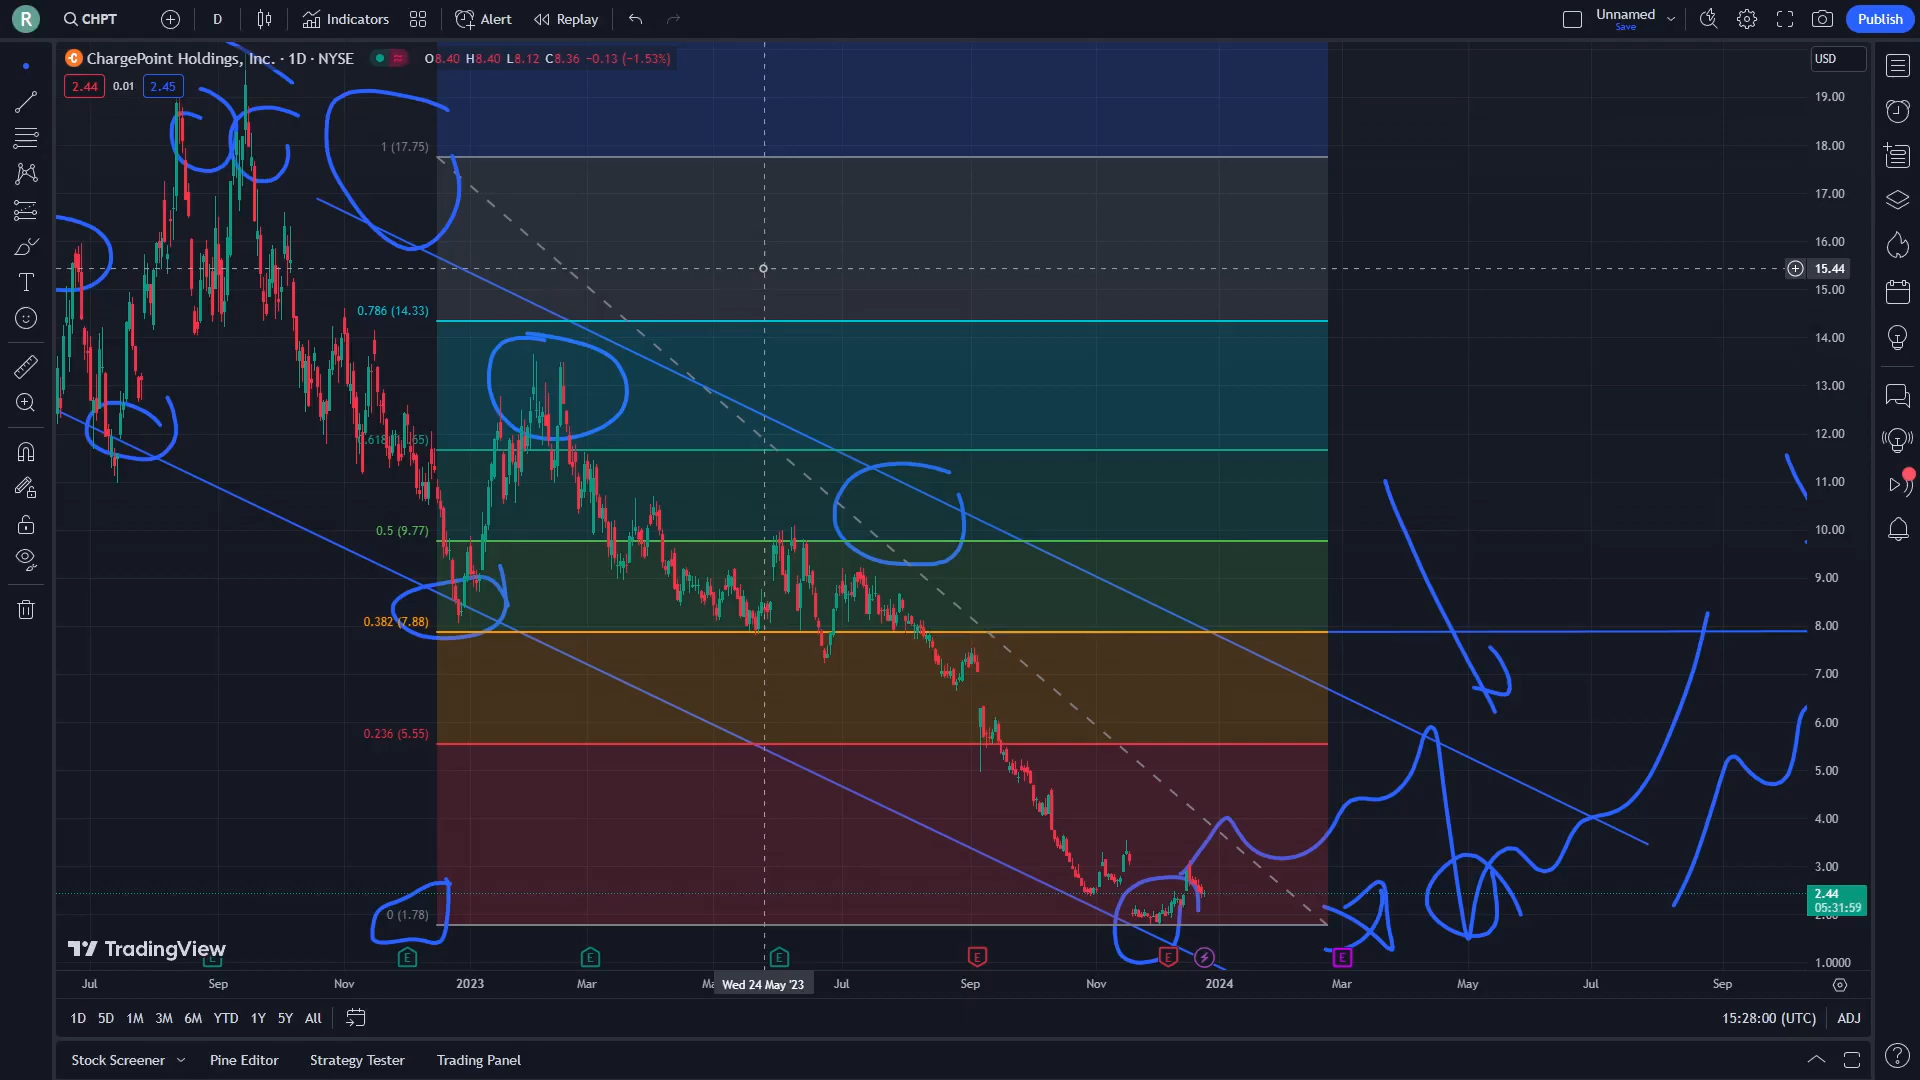 R
CHPT
D
Indicators
Alert
Replay
Unnamed
Save
Publish
ChargePoint Holdings, Inc. · 1D · NYSE
O8.40 H8.40 L8.12 C8.36 −0.13 (−1.53%)
USD
2.44
0.01
2.45
19.00
1 (17.75)
18.00
17.00
16.00
15.44
15.00
0.786 (14.33)
14.00
13.00
12.00
11.00
0.5 (9.77)
10.00
9.00
0.382 (7.88)
8.00
7.00
0.236 (5.55)
6.00
5.00
4.00
3.00
2.44
05:31:59
0 (1.78)
2.00
TradingView
E E E E E E E
1.0000
Jul Sep Nov 2023 Mar Wed 24 May '23 Jul Sep Nov 2024 Mar May Jul Sep
1D 5D 1M 3M 6M YTD 1Y 5Y All
15:28:00 (UTC) ADJ
Stock Screener Pine Editor Strategy Tester Trading Panel